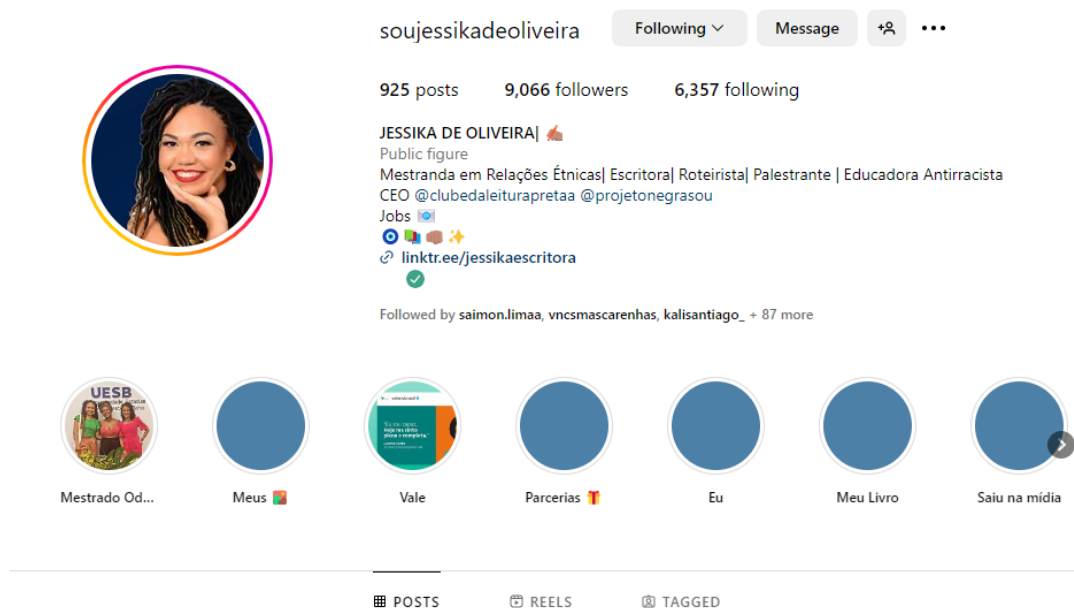 soujessikadeoliveira Following Message
925 posts 9,066 followers 6,357 following
JESSIKA DE OLIVEIRA|
Public figure
Mestranda em Relações Étnicas| Escritora| Roteirista| Palestrante | Educadora Antirracista
CEO @clubedaleiturapretaa @projetonegrasou
Jobs
linktr.ee/jessikaescritora
Followed by saimon.limaa, vncsmascarenhas, kalisantiago_ + 87 more
UESB
Mestrado Od... Meus Vale Parcerias Eu Meu Livro Saiu na mídia
POSTS REELS TAGGED